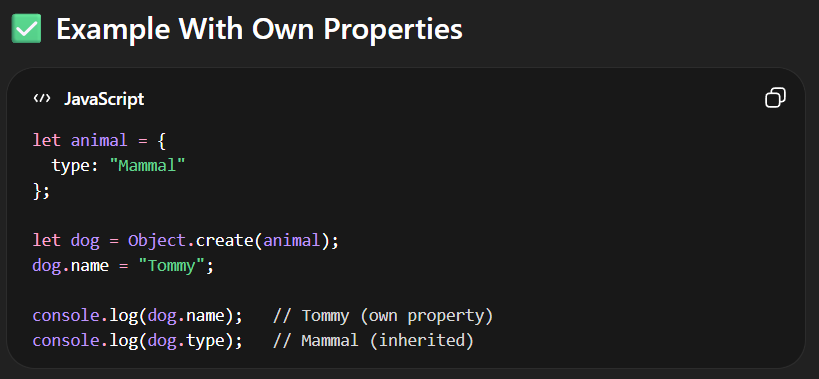 ✅ Example With Own Properties
</> JavaScript
let animal = {
  type: "Mammal"
};
let dog = Object.create(animal);
dog.name = "Tommy";
console.log(dog.name);   // Tommy (own property)
console.log(dog.type);   // Mammal (inherited)